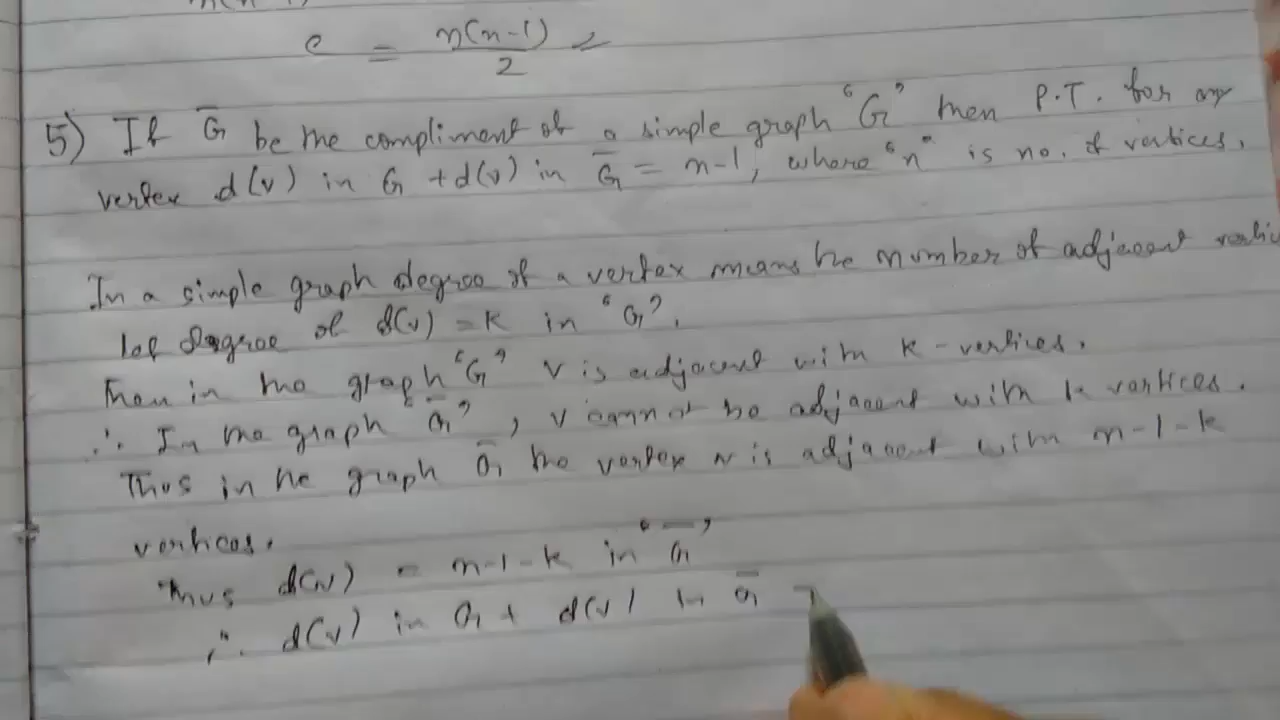 e = n(n-1)/2
5) If G̅ be the compliment of a simple graph "G" then P.T. for any
vertex d(v) in G + d(v) in G̅ = n-1, where "n" is no. of vertices.
In a simple graph degree of a vertex means the number of adjacent
let degree of d(v) = k in "G".
Then in the graph "G" v is adjacent with k-vertices.
∴ In the graph "G̅", v cannot be adjacent with k vertices.
Thus in the graph G̅ the vertex v is adjacent with n-1-k
vertices.
Thus d(v) = n-1-k in "G̅"
∴ d(v) in G + d(v) in G̅